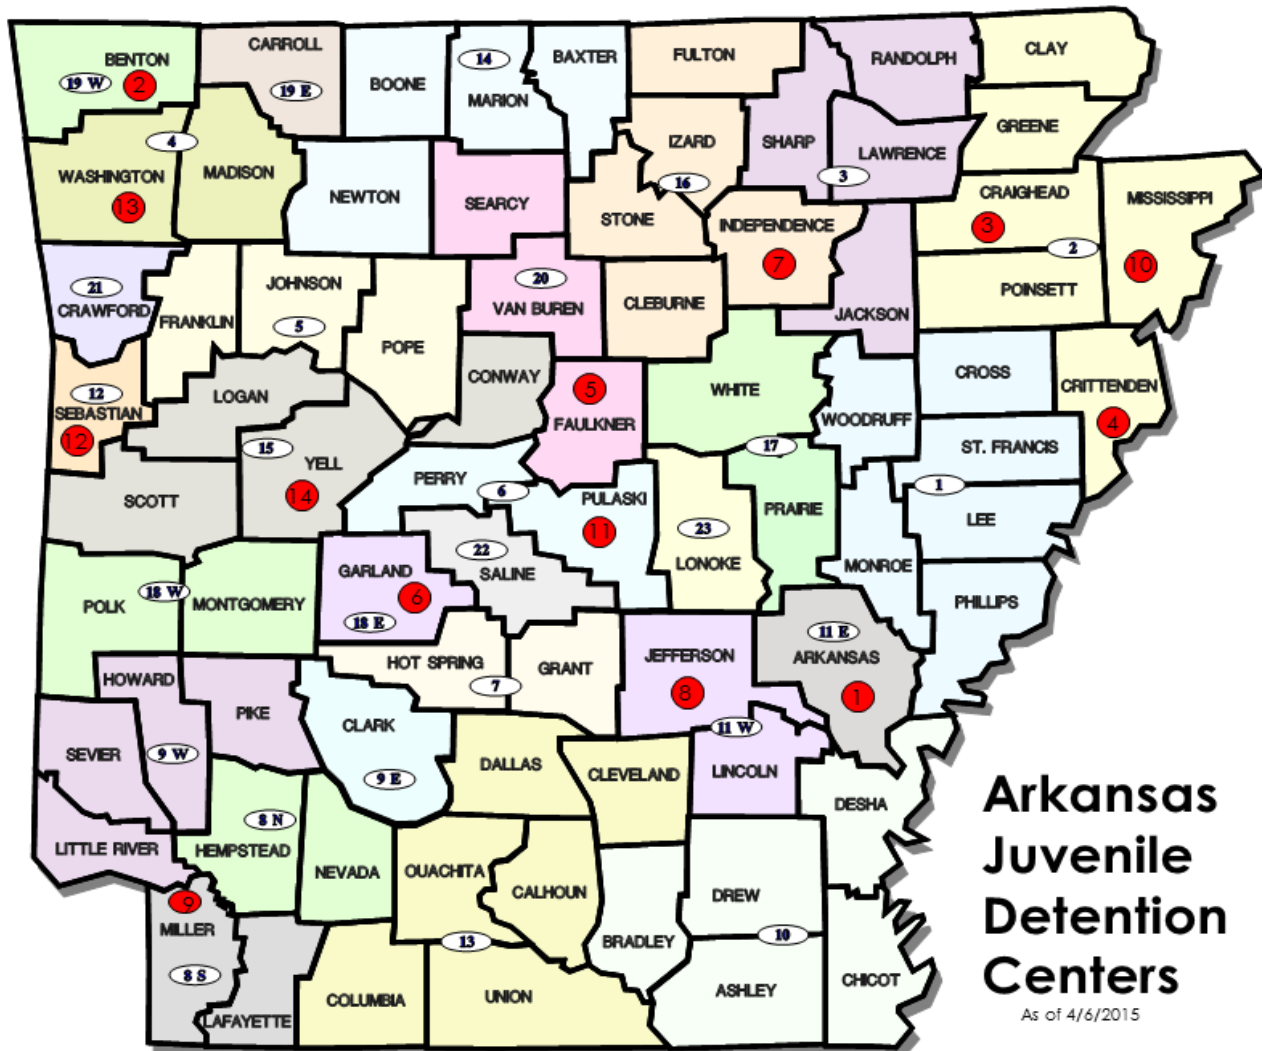 BENTON
19 W
2
CARROLL
19 E
BOONE
14
MARION
BAXTER
FULTON
RANDOLPH
CLAY
4
WASHINGTON
13
MADISON
NEWTON
SEARCY
STONE
IZARD
16
SHARP
3
LAWRENCE
GREENE
CRAIGHEAD
3
MISSISSIPPI
10
INDEPENDENCE
7
2
POINSETT
21
CRAWFORD
FRANKLIN
JOHNSON
5
POPE
20
VAN BUREN
CLEBURNE
JACKSON
12
SEBASTIAN
12
LOGAN
CONWAY
5
FAULKNER
WHITE
WOODRUFF
CROSS
CRITTENDEN
4
15
YELL
14
SCOTT
PERRY
6
PULASKI
11
17
PRAIRIE
ST. FRANCIS
1
LEE
23
LONOKE
MONROE
PHILLIPS
POLK
18 W
MONTGOMERY
GARLAND
6
18 E
22
SALINE
HOT SPRING
7
GRANT
JEFFERSON
8
11 E
ARKANSAS
1
HOWARD
PIKE
CLARK
9 E
SEVIER
9 W
DALLAS
CLEVELAND
11 W
LINCOLN
DESHA
LITTLE RIVER
8 N
HEMPSTEAD
NEVADA
OUACHITA
CALHOUN
DREW
9
MILLER
8 S
LAFAYETTE
COLUMBIA
13
UNION
BRADLEY
10
ASHLEY
CHICOT
Arkansas
Juvenile
Detention
Centers
As of 4/6/2015